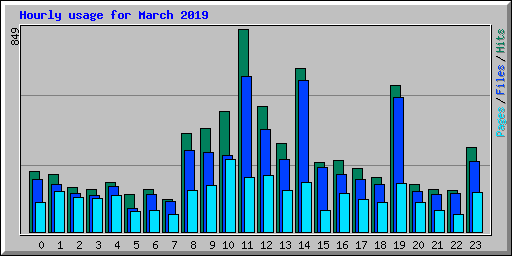 Hourly usage for March 2019
849
Pages/Files/Hits
0 1 2 3 4 5 6 7 8 9 10 11 12 13 14 15 16 17 18 19 20 21 22 23